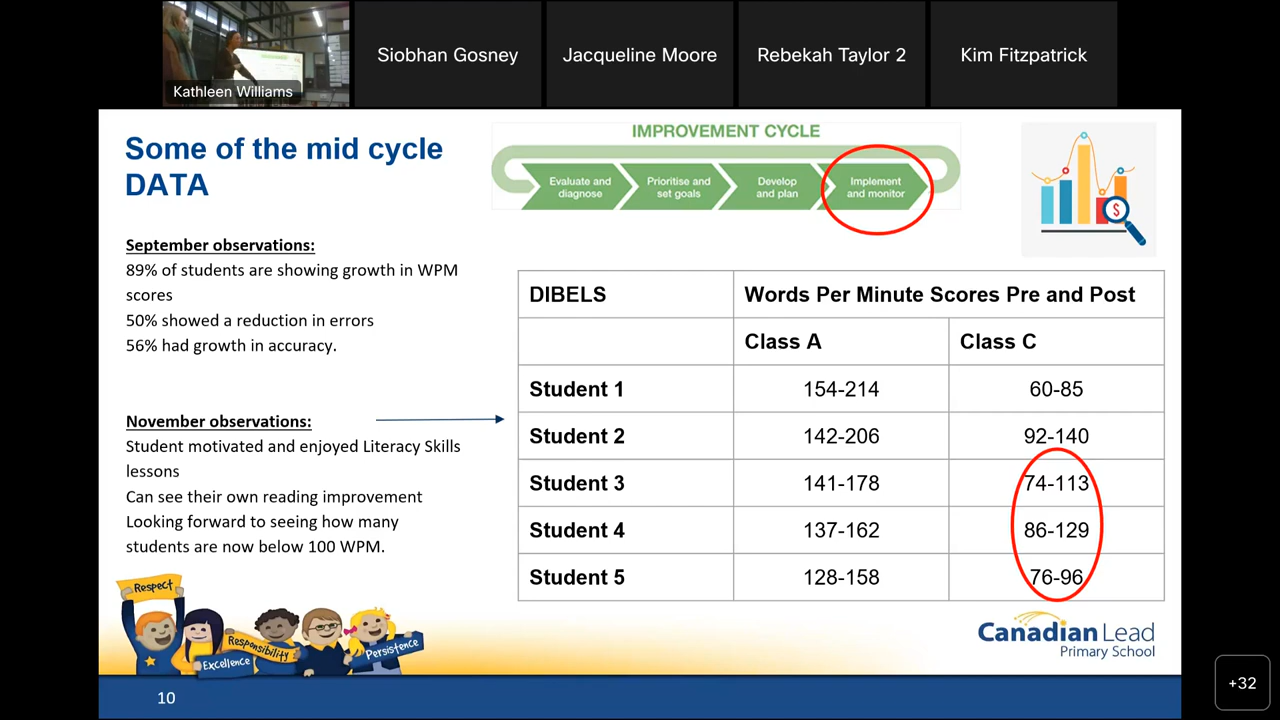 Kathleen Williams
Siobhan Gosney
Jacqueline Moore
Rebekah Taylor 2
Kim Fitzpatrick
Some of the mid cycle
DATA
IMPROVEMENT CYCLE
Evaluate and
diagnose
Prioritise and
set goals
Develop
and plan
Implement
and monitor
$
September observations:
89% of students are showing growth in WPM
scores
50% showed a reduction in errors
56% had growth in accuracy.
November observations:
Student motivated and enjoyed Literacy Skills
lessons
Can see their own reading improvement
Looking forward to seeing how many
students are now below 100 WPM.
DIBELS Words Per Minute Scores Pre and Post
Class A Class C
Student 1 154-214 60-85
Student 2 142-206 92-140
Student 3 141-178 74-113
Student 4 137-162 86-129
Student 5 128-158 76-96
Respect
Excellence
Responsibility
Persistence
Canadian Lead
Primary School
10
+32